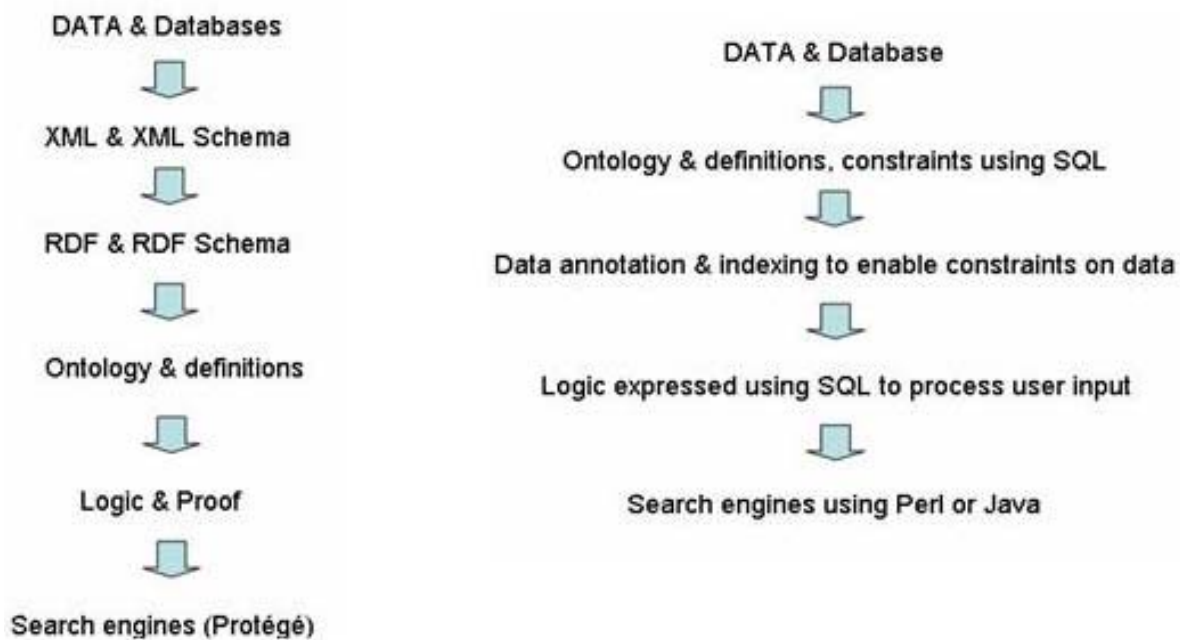 DATA & Databases
XML & XML Schema
RDF & RDF Schema
Ontology & definitions
Logic & Proof
Search engines (Protégé)
DATA & Database
Ontology & definitions, constraints using SQL
Data annotation & indexing to enable constraints on data
Logic expressed using SQL to process user input
Search engines using Perl or Java